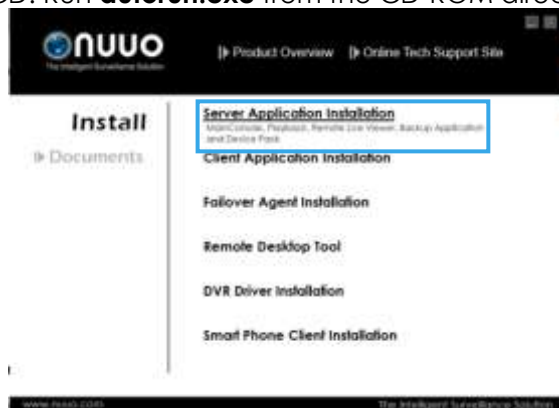 CD. Run autorun.exe from the CD-ROM direc
nuuo
The Intelligent Surveillance Solution
Product Overview
Online Tech Support Site
Install
Documents
Server Application Installation
MainConsole, Playback, Remote Live Viewer, Backup Application
and Device Pack
Client Application Installation
Failover Agent Installation
Remote Desktop Tool
DVR Driver Installation
Smart Phone Client Installation
www.nuuo.com
The Intelligent Surveillance Solution